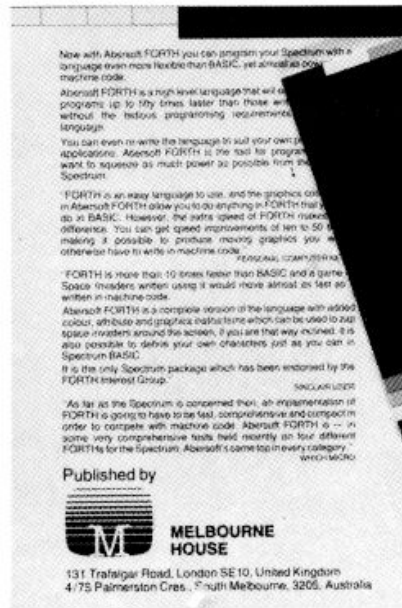 Now with Abersoft FORTH you can program your Spectrum with a
language even more flexible than BASIC, yet almost as
machine code.
Abersoft FORTH is a high level language that will
programs up to fifty times faster than those
without the tedious programming requirements
language.
You can even re-write the language to suit your own
applications. Abersoft FORTH is the tool for
want to squeeze as much power as possible from
Spectrum.
"FORTH is an easy language to use, and the graphics
in Abersoft FORTH allow you to do anything in FORTH that
do in BASIC. However, the extra speed of FORTH makes
difference. You can get speed improvements of ten to 50
making it possible to produce moving graphics you
otherwise have to write in machine code."
PERSONAL COMPUTER
"FORTH is more than 10 times faster than BASIC and a game
Space Invaders written using it would move almost as fast as
written in machine code.
Abersoft FORTH is a complete version of the language with added
colour, attribute and graphics instructions which can be used to zap
space invaders around the screen, if you are that way inclined. It is
also possible to define your own characters just as you can in
Spectrum BASIC.
It is the only Spectrum package which has been endorsed by the
FORTH Interest Group."
SINCLAIR USER
"As far as the Spectrum is concerned then, an implementation of
FORTH is going to have to be fast, comprehensive and compact in
order to compete with machine code. Abersoft FORTH is — in
some very comprehensive tests held recently on four different
FORTHs for the Spectrum, Abersoft's came top in every category."
WHICH MICRO
Published by
M
MELBOURNE
HOUSE
131 Trafalgar Road, London SE10, United Kingdom
4/75 Palmerston Cres., South Melbourne, 3205, Australia